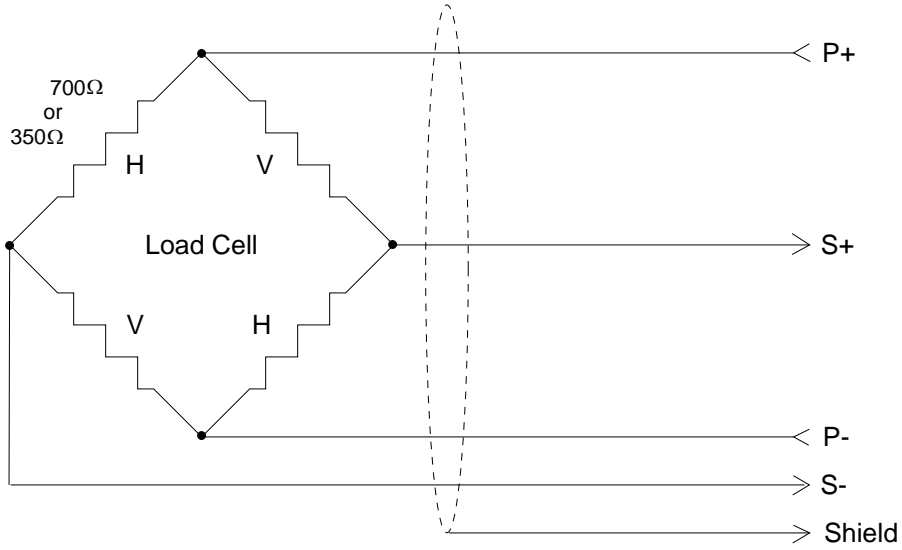 P+
700Ω
or
350Ω
H V
Load Cell
S+
V H
P-
S-
Shield